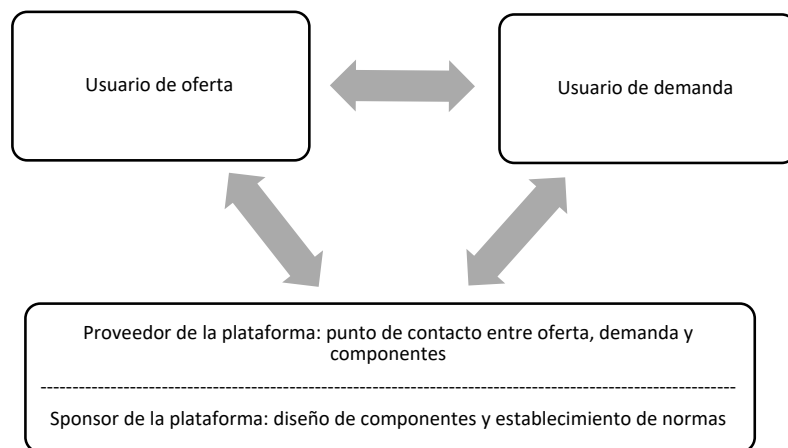 Usuario de oferta
Usuario de demanda
Proveedor de la plataforma: punto de contacto entre oferta, demanda y
componentes
Sponsor de la plataforma: diseño de componentes y establecimiento de normas